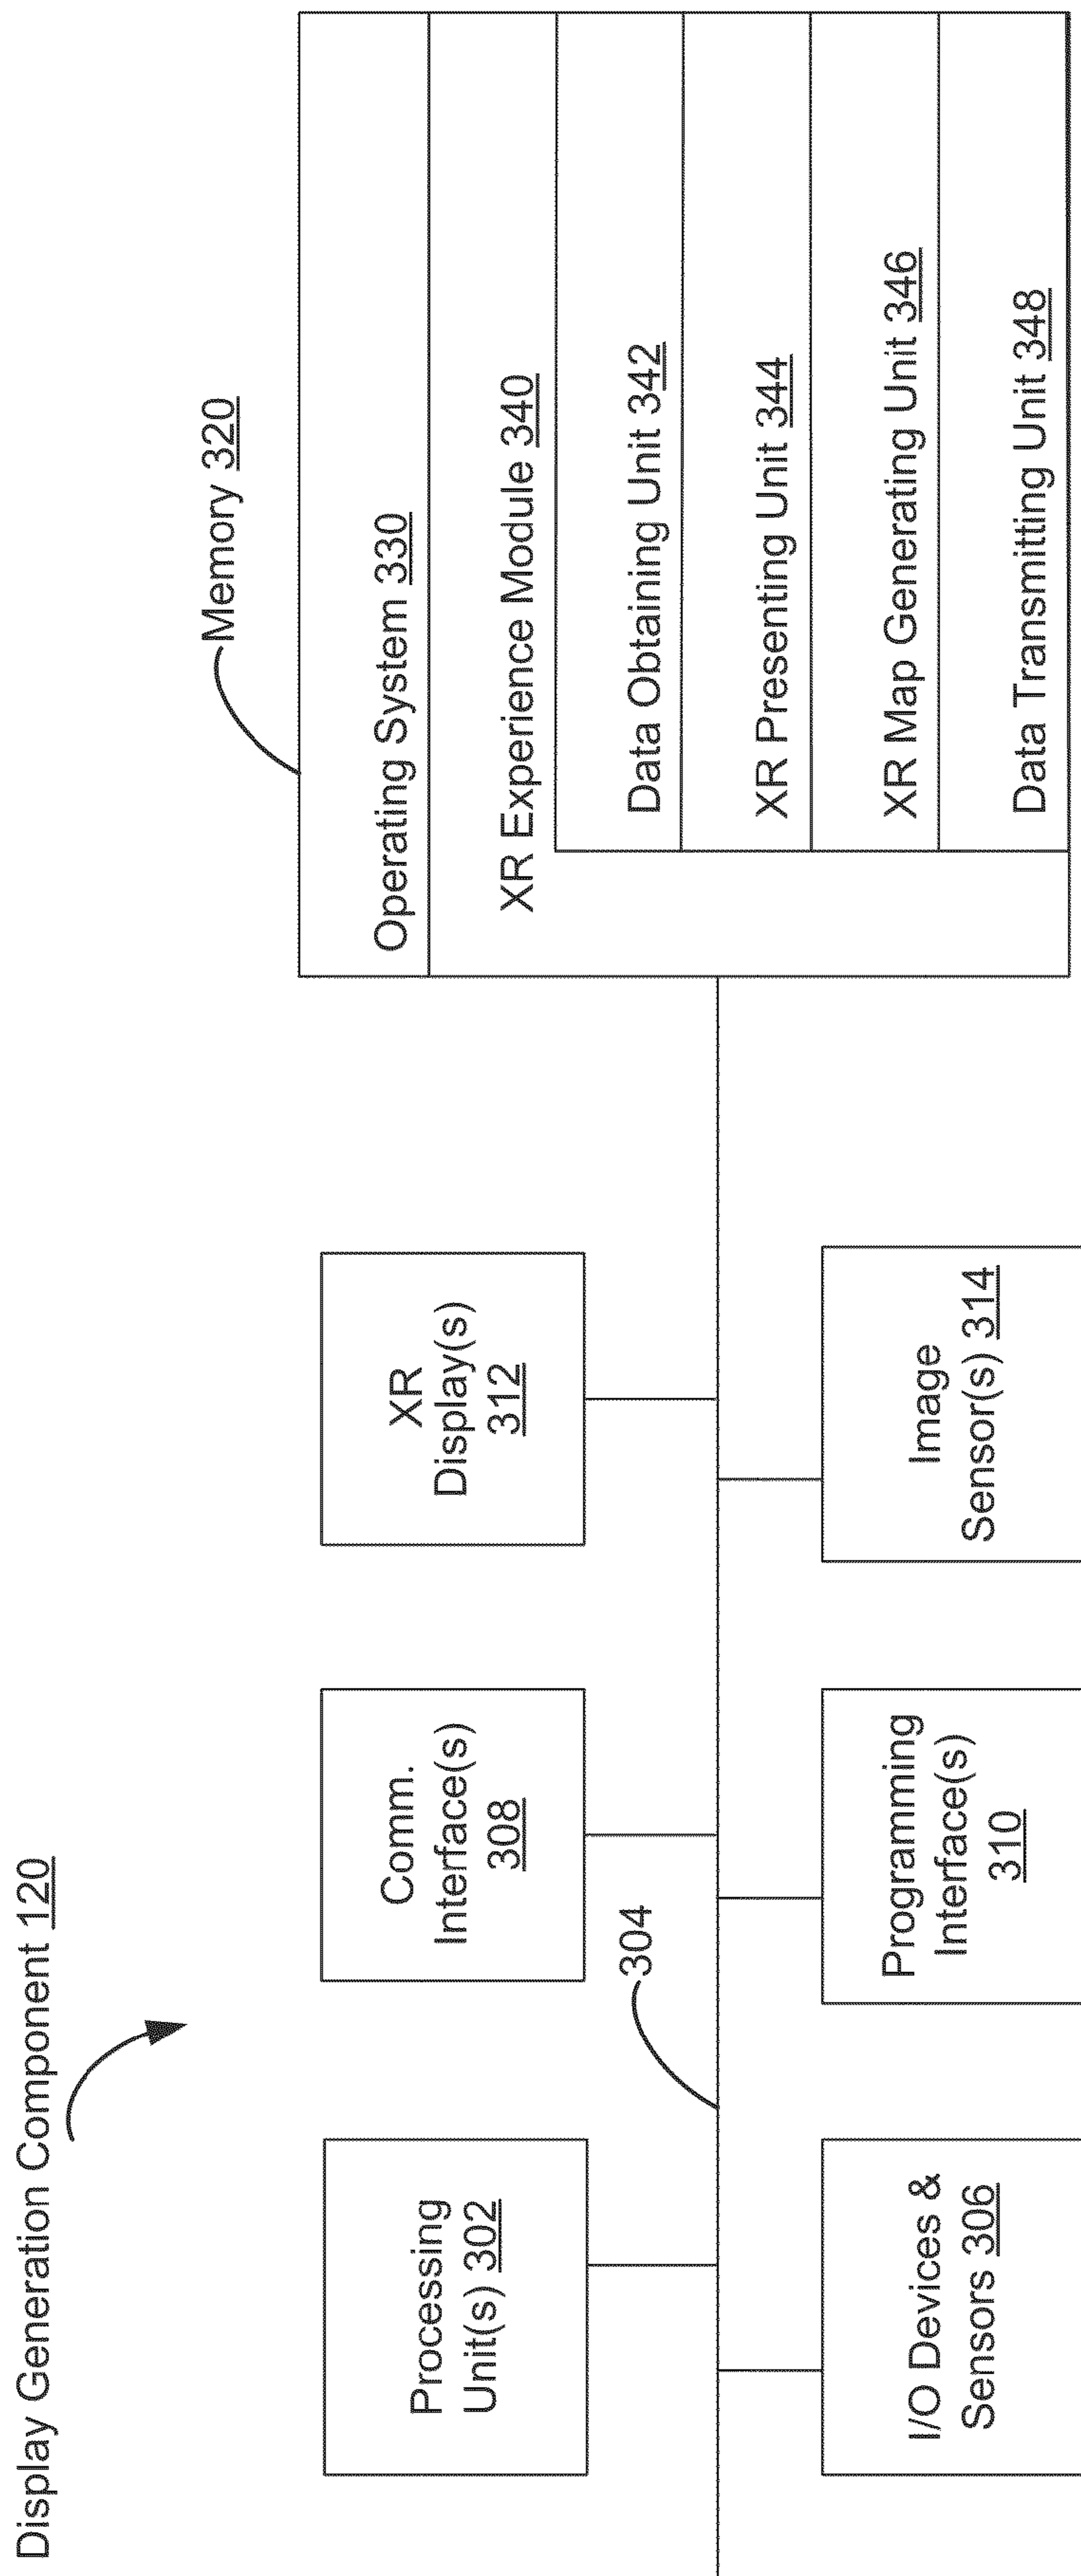 Display Generation Component 120
Memory 320
Operating System 330
XR Experience Module 340
Data Obtaining Unit 342
XR Presenting Unit 344
XR Map Generating Unit 346
Data Transmitting Unit 348
Processing
Unit(s) 302
Comm.
Interface(s)
308
XR
Display(s)
312
304
I/O Devices &
Sensors 306
Programming
Interface(s)
310
Image
Sensor(s) 314